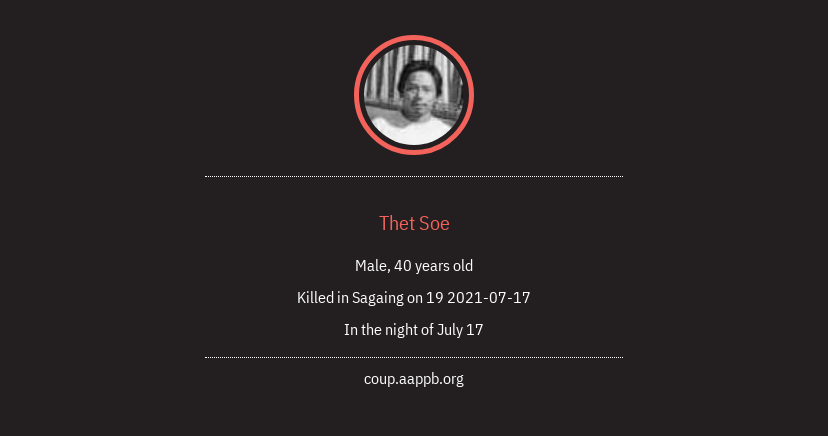 Thet Soe
Male, 40 years old
Killed in Sagaing on 19 2021-07-17
In the night of July 17
coup.aappb.org